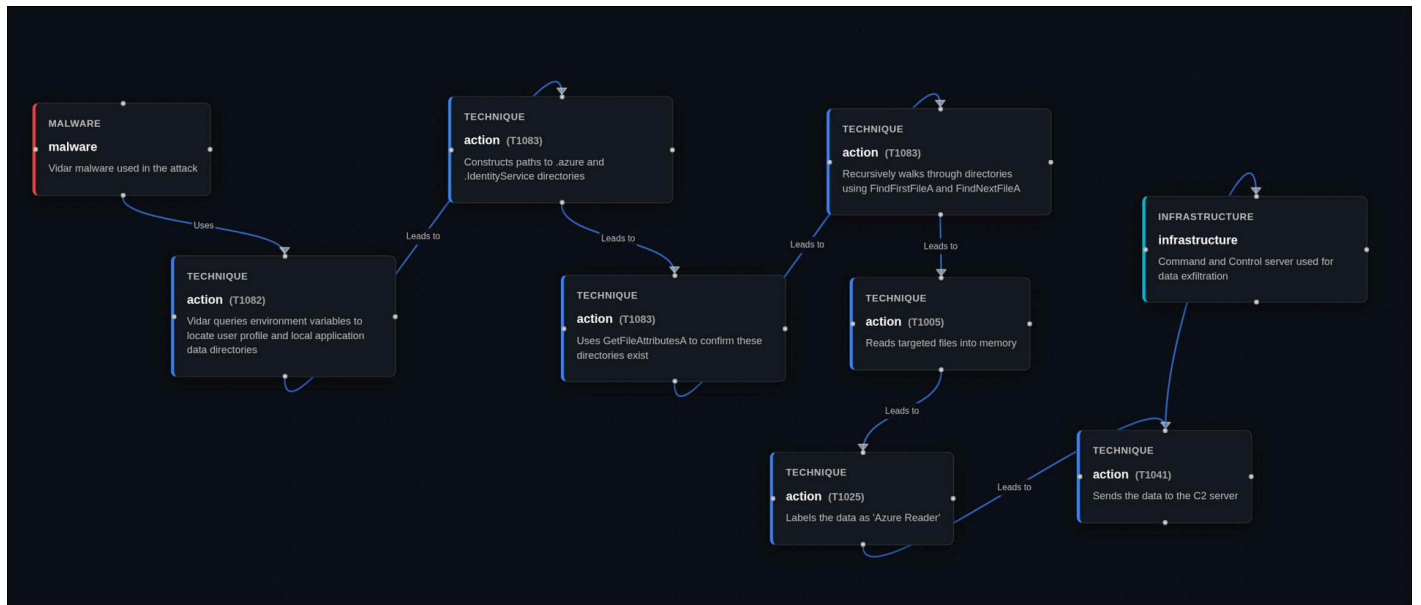 MALWARE
malware
Vidar malware used in the attack
Uses
TECHNIQUE
action (T1082)
Vidar queries environment variables to
locate user profile and local application
data directories
Leads to
TECHNIQUE
action (T1083)
Constructs paths to .azure and
.IdentityService directories
Leads to
TECHNIQUE
action (T1083)
Uses GetFileAttributesA to confirm these
directories exist
Leads to
TECHNIQUE
action (T1083)
Recursively walks through directories
using FindFirstFileA and FindNextFileA
Leads to
TECHNIQUE
action (T1005)
Reads targeted files into memory
Leads to
TECHNIQUE
action (T1025)
Labels the data as 'Azure Reader'
Leads to
TECHNIQUE
action (T1041)
Sends the data to the C2 server
INFRASTRUCTURE
infrastructure
Command and Control server used for
data exfiltration